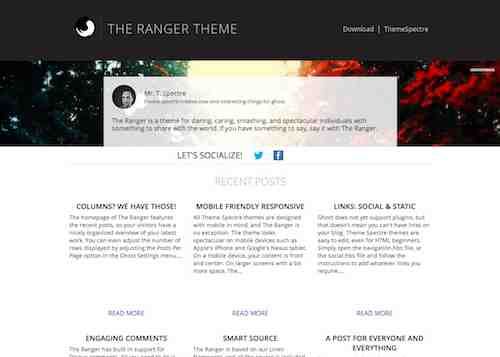 THE RANGER THEME
Download | ThemeSpectre
Mr. T. Spectre
Theme Spectre creates cool and interesting things for ghost.
The Ranger is a theme for daring, caring, smashing, and spectacular individuals with
something to share with the world. If you have something to say, say it with The Ranger.
LET'S SOCIALIZE!
RECENT POSTS
COLUMNS? WE HAVE THOSE!
The homepage of The Ranger features
the recent posts, so your visitors have a
nicely organized overview of your latest
work. You can even adjust the number of
rows displayed by adjusting the Posts Per
Page option in the Ghost Settings menu....
READ MORE
MOBILE FRIENDLY RESPONSIVE
All Theme Spectre themes are designed
with mobile in mind, and The Ranger is
no exception. The theme looks
spectacular on mobile devices such as
Apple's iPhone and Google's Nexus tablet.
On a mobile device, your content is front
and center. On larger screens with a bit
more space, The...
READ MORE
LINKS: SOCIAL & STATIC
Ghost does not yet support plugins, but
that doesn't mean you can't have links on
your blog. Theme Spectre themes are
easy to edit, even for HTML beginners.
Simply open the navigation.hbs file, or
the social.hbs file and follow the
instructions to add whatever links you
require....
READ MORE
ENGAGING COMMENTS
The Ranger has built in support for
SMART SOURCE
The Ranger is based on our Linen
A POST FOR EVERYONE AND
EVERYTHING